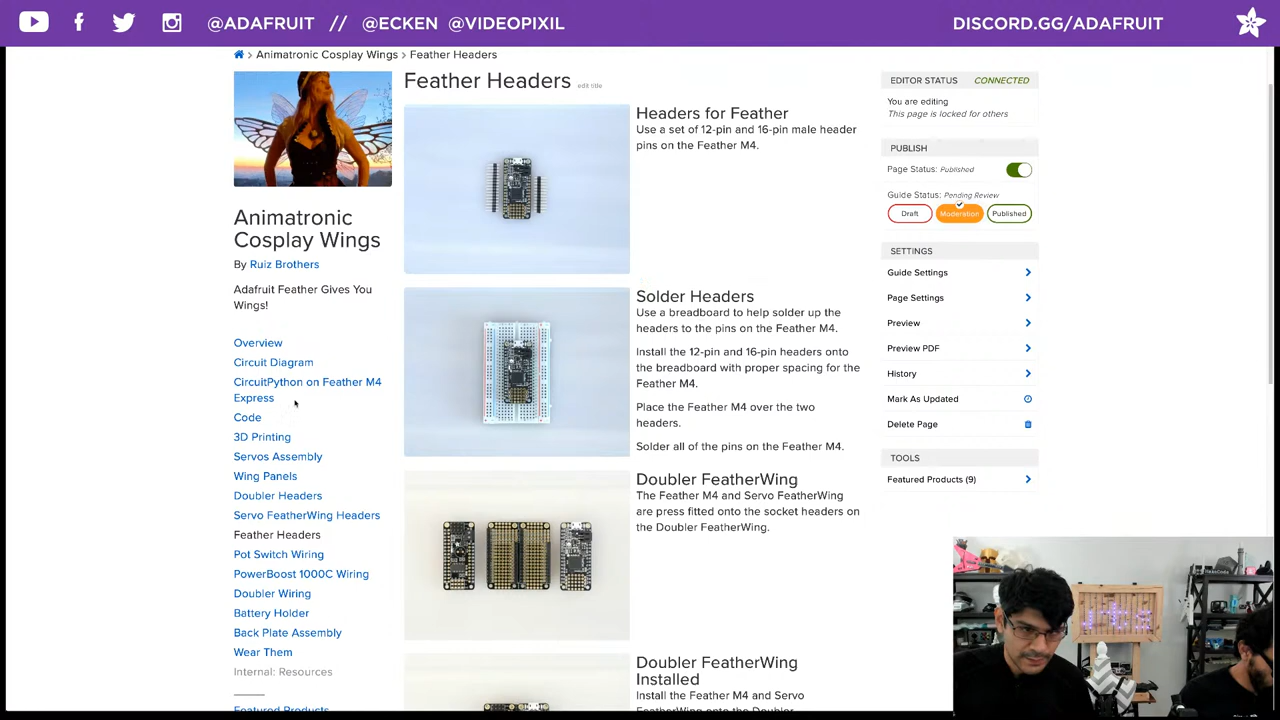 @ADAFRUIT // @ECKEN @VIDEOPIXIL
DISCORD.GG/ADAFRUIT
> Animatronic Cosplay Wings > Feather Headers
Animatronic
Cosplay Wings
By Ruiz Brothers
Adafruit Feather Gives You
Wings!
Overview
Circuit Diagram
CircuitPython on Feather M4
Express
Code
3D Printing
Servos Assembly
Wing Panels
Doubler Headers
Servo FeatherWing Headers
Feather Headers
Pot Switch Wiring
PowerBoost 1000C Wiring
Doubler Wiring
Battery Holder
Back Plate Assembly
Wear Them
Internal: Resources
Featured Products
Feather Headers edit title
Headers for Feather
Use a set of 12-pin and 16-pin male header
pins on the Feather M4.
Solder Headers
Use a breadboard to help solder up the
headers to the pins on the Feather M4.
Install the 12-pin and 16-pin headers onto
the breadboard with proper spacing for the
Feather M4.
Place the Feather M4 over the two
headers.
Solder all of the pins on the Feather M4.
Doubler FeatherWing
The Feather M4 and Servo FeatherWing
are press fitted onto the socket headers on
the Doubler FeatherWing.
Doubler FeatherWing
Installed
Install the Feather M4 and Servo
FeatherWing onto the Doubler
EDITOR STATUS CONNECTED
You are editing
This page is locked for others
PUBLISH
Page Status: Published
Guide Status: Pending Review
Draft Moderation Published
SETTINGS
Guide Settings
Page Settings
Preview
Preview PDF
History
Mark As Updated
Delete Page
TOOLS
Featured Products (9)